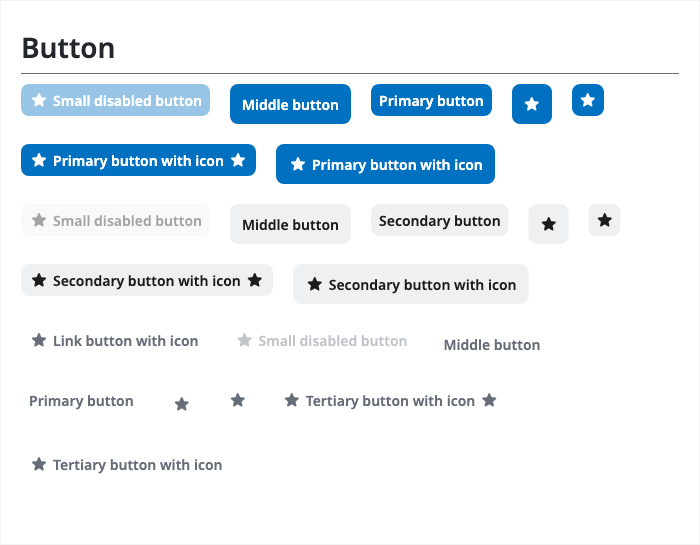 Button
Small disabled button Middle button Primary button
Primary button with icon Primary button with icon
Small disabled button Middle button Secondary button
Secondary button with icon Secondary button with icon
Link button with icon Small disabled button Middle button
Primary button Tertiary button with icon
Tertiary button with icon